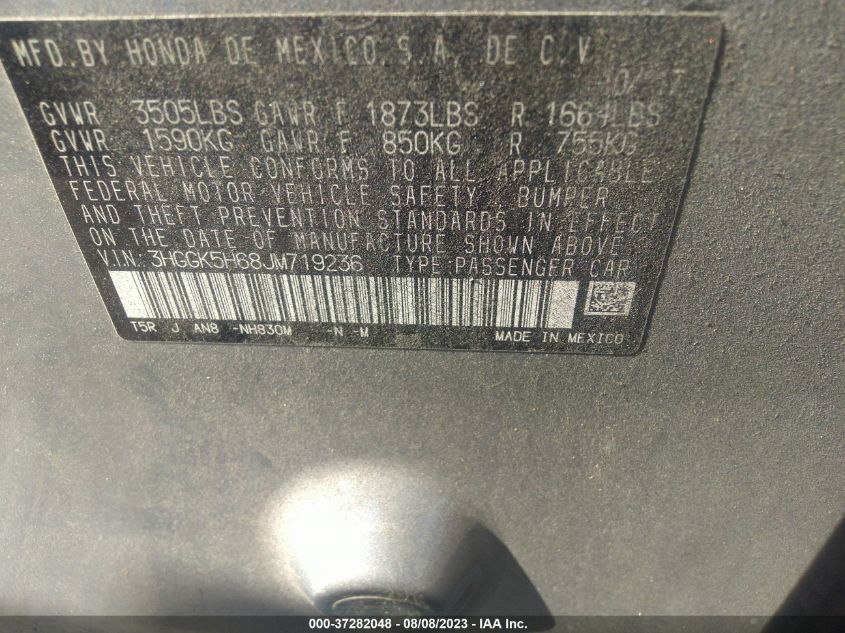 MFD.BY HONDA DE MEXICO.S.A. DE C.V
GVWR 3505LBS GAWR F 1873LBS R 1664LBS
GVWR 1590KG GAWR F 850KG R 755KG
THIS VEHICLE CONFORMS TO ALL APPLICABLE
FEDERAL MOTOR VEHICLE SAFETY, BUMPER
AND THEFT PREVENTION STANDARDS IN EFFECT
ON THE DATE OF MANUFACTURE SHOWN ABOVE
V.I.N: 3HGGK5H68JM719236 TYPE:PASSENGER CAR
T5R J AN8 -NH830M -N -M
MADE IN MEXICO
000-37282048 - 08/08/2023 - IAA Inc.